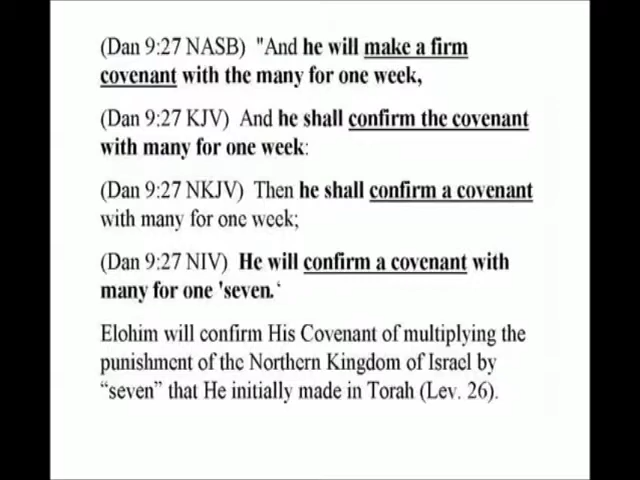 (Dan 9:27 NASB) "And he will make a firm
covenant with the many for one week,
(Dan 9:27 KJV) And he shall confirm the covenant
with many for one week:
(Dan 9:27 NKJV) Then he shall confirm a covenant
with many for one week;
(Dan 9:27 NIV) He will confirm a covenant with
many for one 'seven.‘
Elohim will confirm His Covenant of multiplying the
punishment of the Northern Kingdom of Israel by
“seven” that He initially made in Torah (Lev. 26).